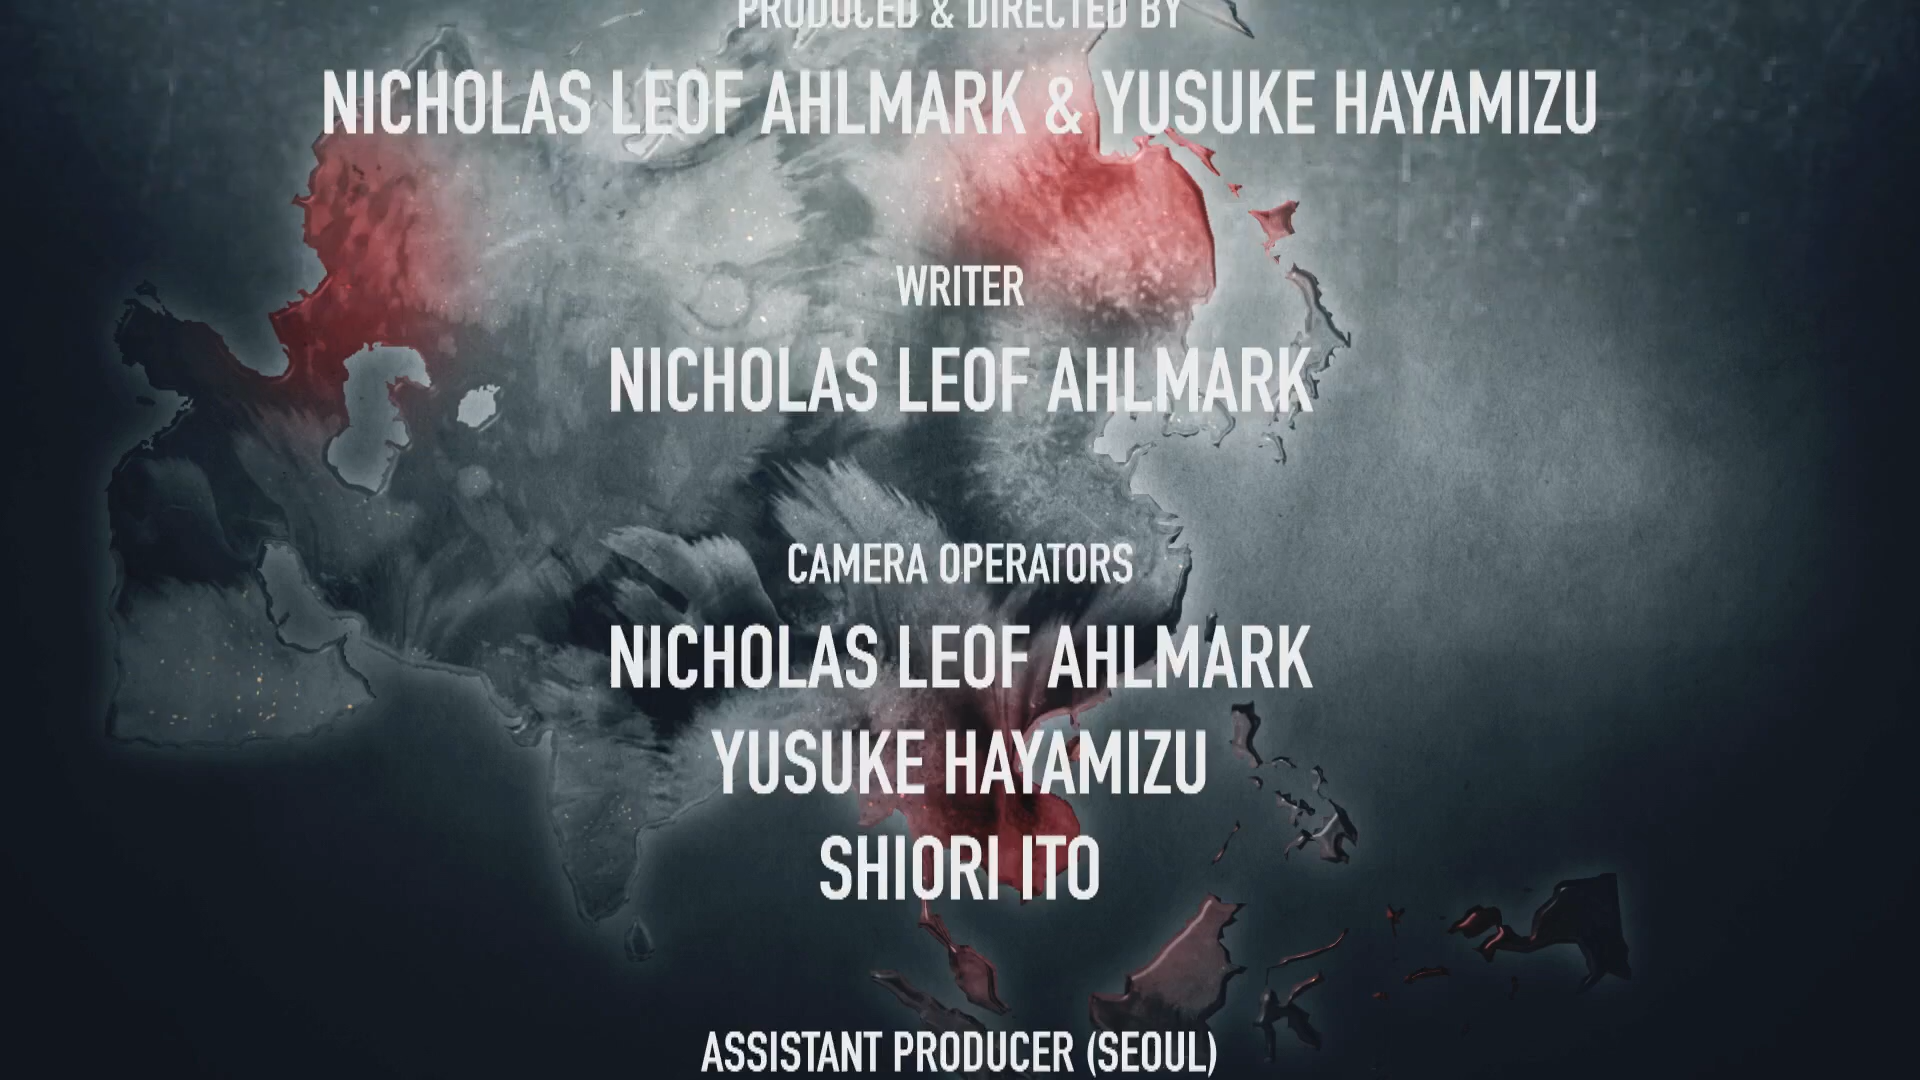 PRODUCED & DIRECTED BY
NICHOLAS LEOF AHLMARK & YUSUKE HAYAMIZU
WRITER
NICHOLAS LEOF AHLMARK
CAMERA OPERATORS
NICHOLAS LEOF AHLMARK
YUSUKE HAYAMIZU
SHIORI ITO
ASSISTANT PRODUCER (SEOUL)